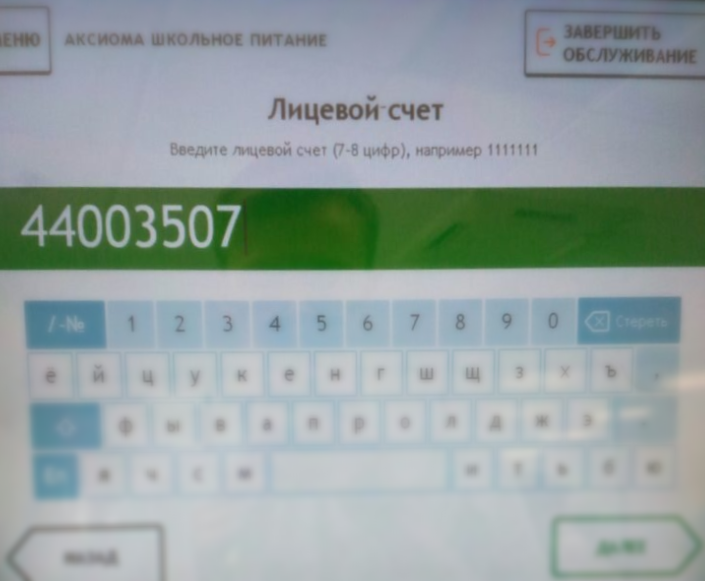 ЕНЮ
АКСИОМА ШКОЛЬНОЕ ПИТАНИЕ
ЗАВЕРШИТЬ
ОБСЛУЖИВАНИЕ
Лицевой счет
Введите лицевой счет (7-8 цифр), например 1111111
44003507
/-№ 1 2 3 4 5 6 7 8 9 0 Стереть
ё й ц у к е н г ш щ з х ъ
ф ы в а п р о л д ж э
я ч с м и т ь б ю
НАЗАД
ДАЛЕЕ